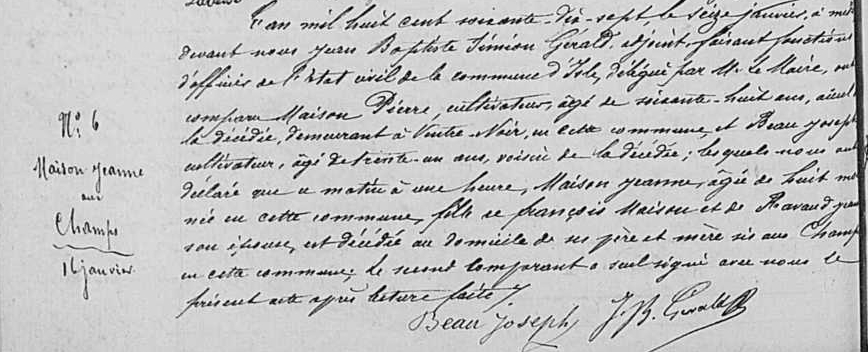 L'an mil huit cent soixante-dix-sept, le seize janvier, à midi
devant nous Jean Baptiste Siméon Gérald, adjoint, faisant fonctions
d'officier de l'état civil de la commune d'Isle, délégué par M. le Maire, ont
comparu Maison Pierre, cultivateur, âgé de soixante-huit ans, aïeul de
la décédée, demeurant à Ventre-Noir, en cette commune, et Beau Joseph
cultivateur, âgé de trente-un ans, voisin de la décédée; lesquels nous ont
N° 6
déclaré que ce matin à une heure, Maison Jeanne, âgée de huit mois
Maison Jeanne
née en cette commune, fille de François Maison et de Ravaud Jeanne
aux
Champs
son épouse, est décédée au domicile de ses père et mère sis aux Champs
16 janvier
en cette commune; le second comparant a seul signé avec nous le
présent acte après lecture faite.
Beau Joseph J. B. Gérald